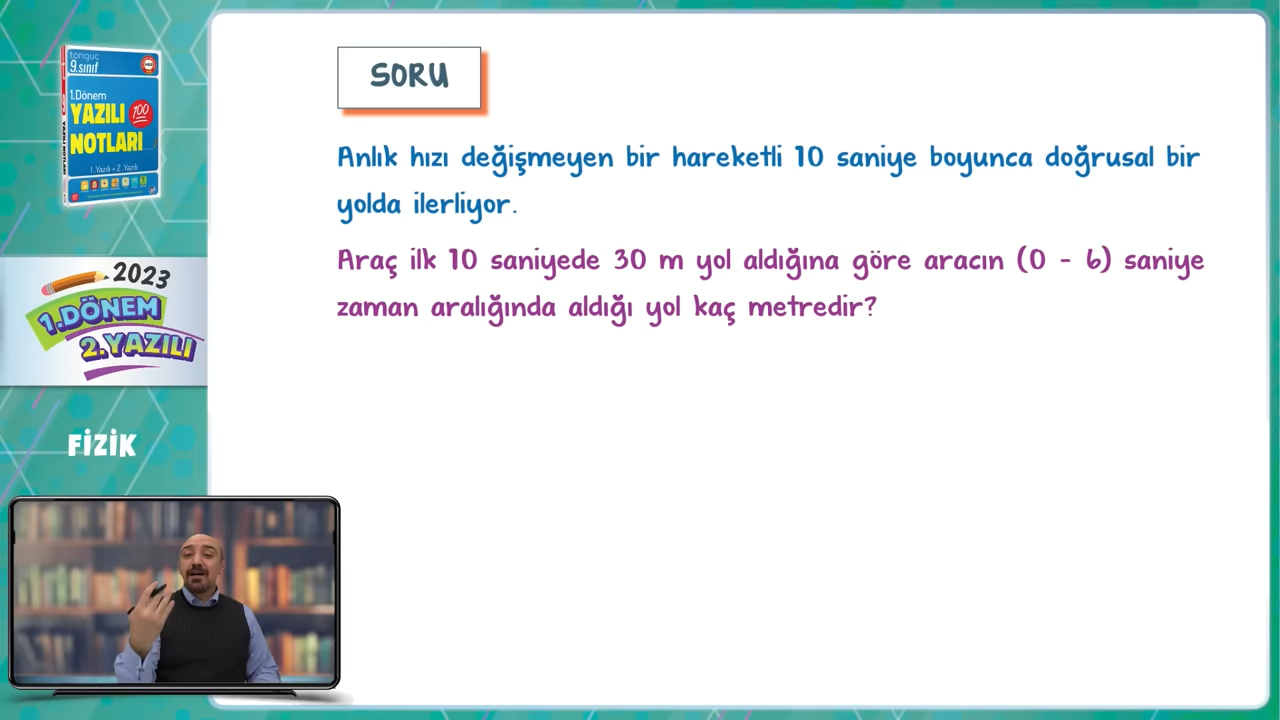 tonguç
9.sınıf
1.Dönem
YAZILI 100
NOTLARI
1.Yazılı + 2.Yazılı
2023
1.DÖNEM
2.YAZILI
FİZİK
SORU
Anlık hızı değişmeyen bir hareketli 10 saniye boyunca doğrusal bir
yolda ilerliyor.
Araç ilk 10 saniyede 30 m yol aldığına göre aracın (0 - 6) saniye
zaman aralığında aldığı yol kaç metredir?